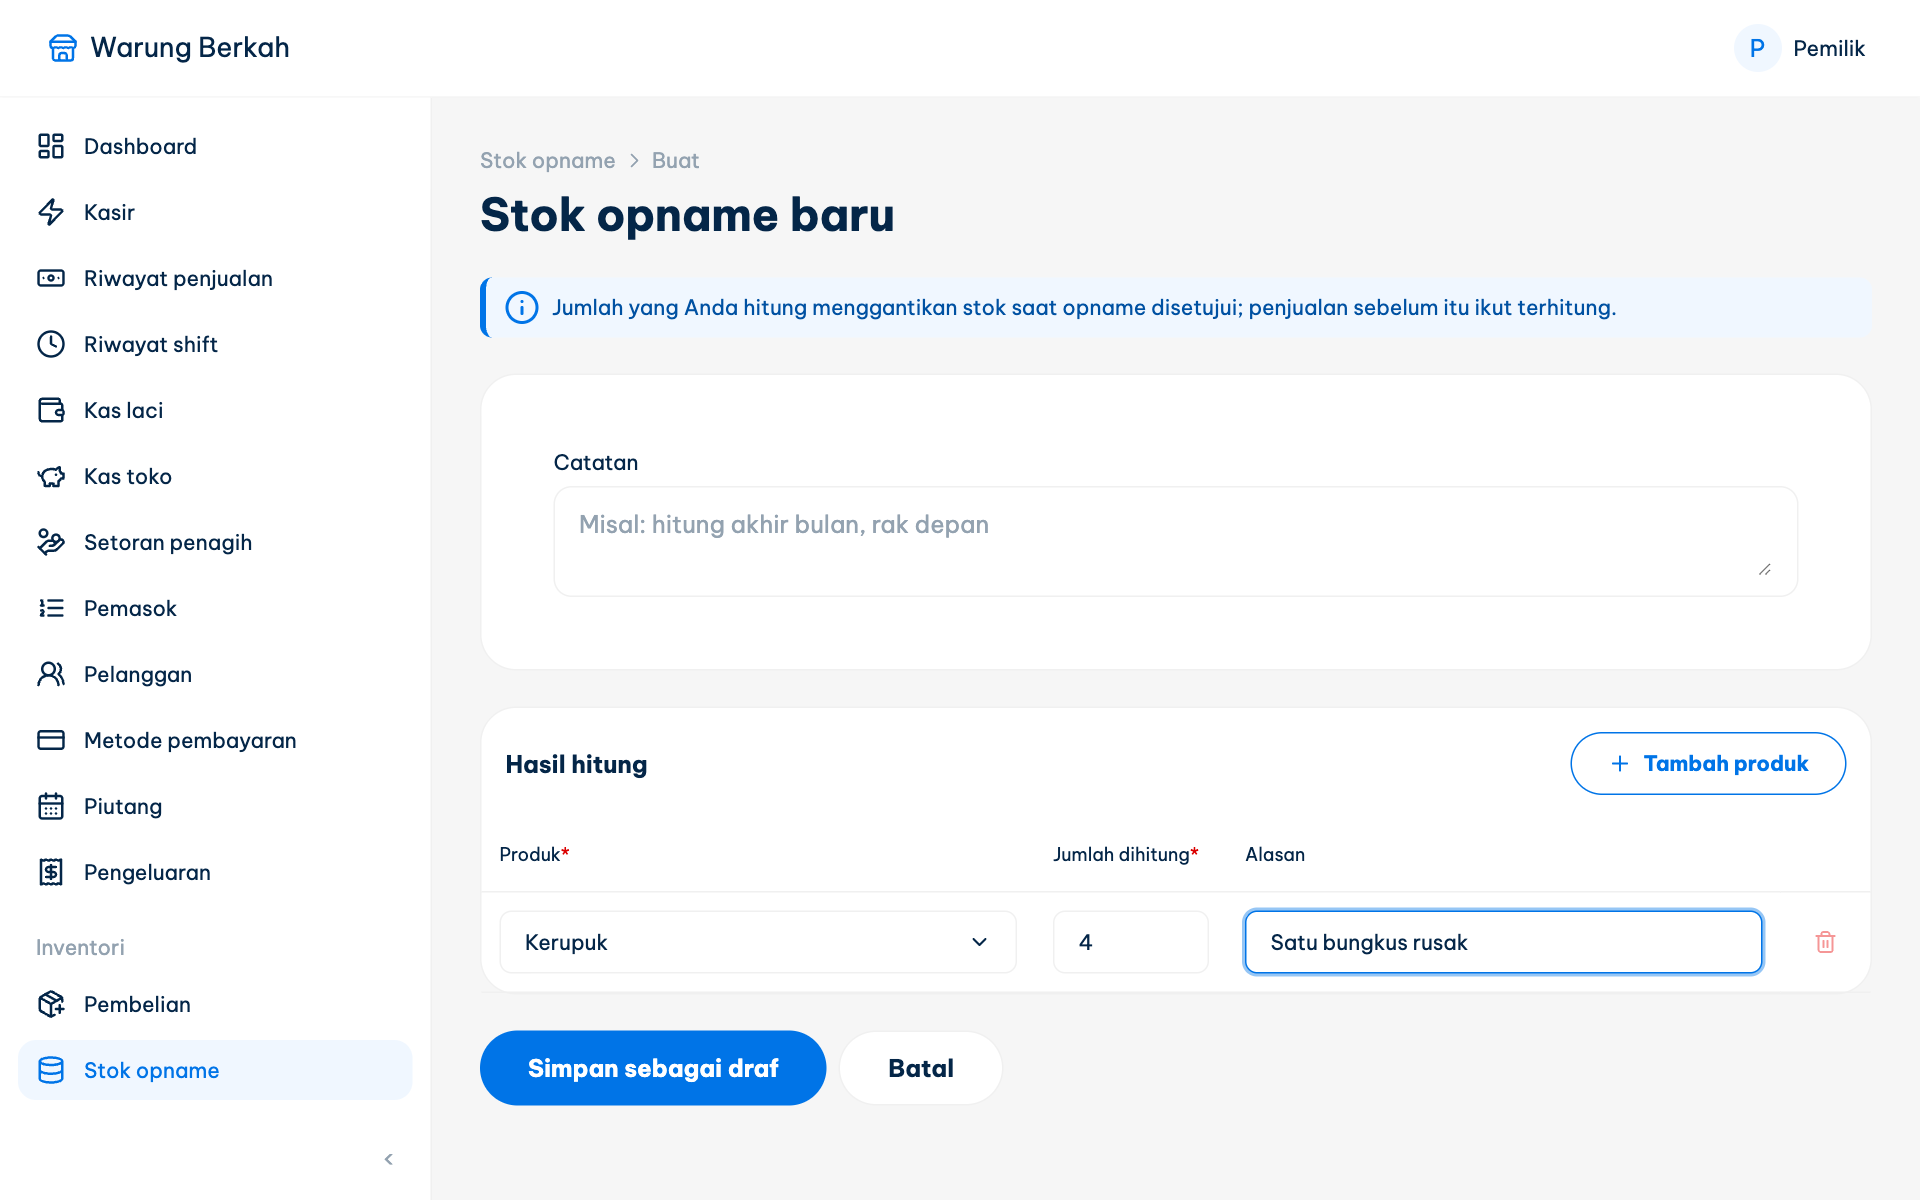 Warung Berkah
P Pemilik
Dashboard
Kasir
Riwayat penjualan
Riwayat shift
Kas laci
Kas toko
Setoran penagih
Pemasok
Pelanggan
Metode pembayaran
Piutang
Pengeluaran
Inventori
Pembelian
Stok opname
Stok opname > Buat
Stok opname baru
Jumlah yang Anda hitung menggantikan stok saat opname disetujui; penjualan sebelum itu ikut terhitung.
Catatan
Misal: hitung akhir bulan, rak depan
Hasil hitung
+ Tambah produk
Produk* Jumlah dihitung* Alasan
Kerupuk 4 Satu bungkus rusak
Simpan sebagai draf Batal